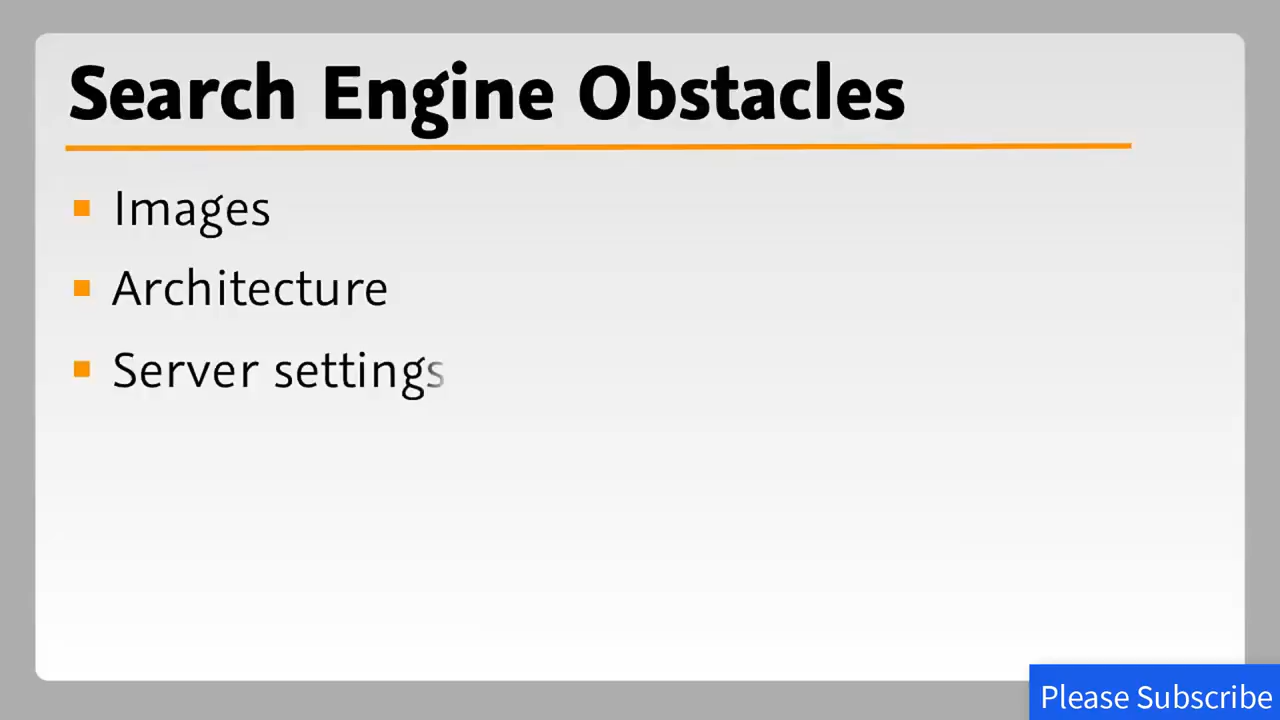 Search Engine Obstacles
Images
Architecture
Server settings
Please Subscribe